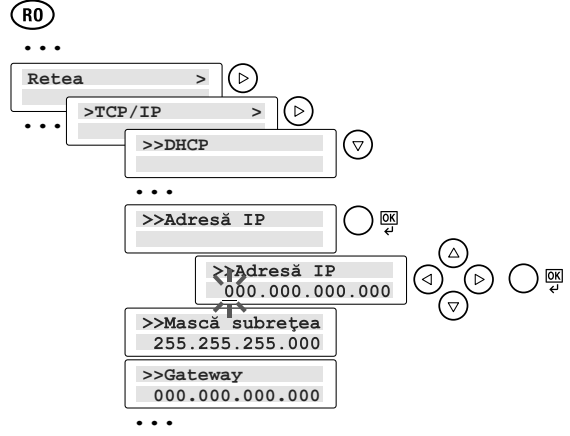 RO
...
Retea >
... >TCP/IP >
>>DHCP
...
>>Adresă IP
OK
>>Adresă IP
000.000.000.000
OK
>>Mască subreţea
255.255.255.000
>>Gateway
000.000.000.000
...